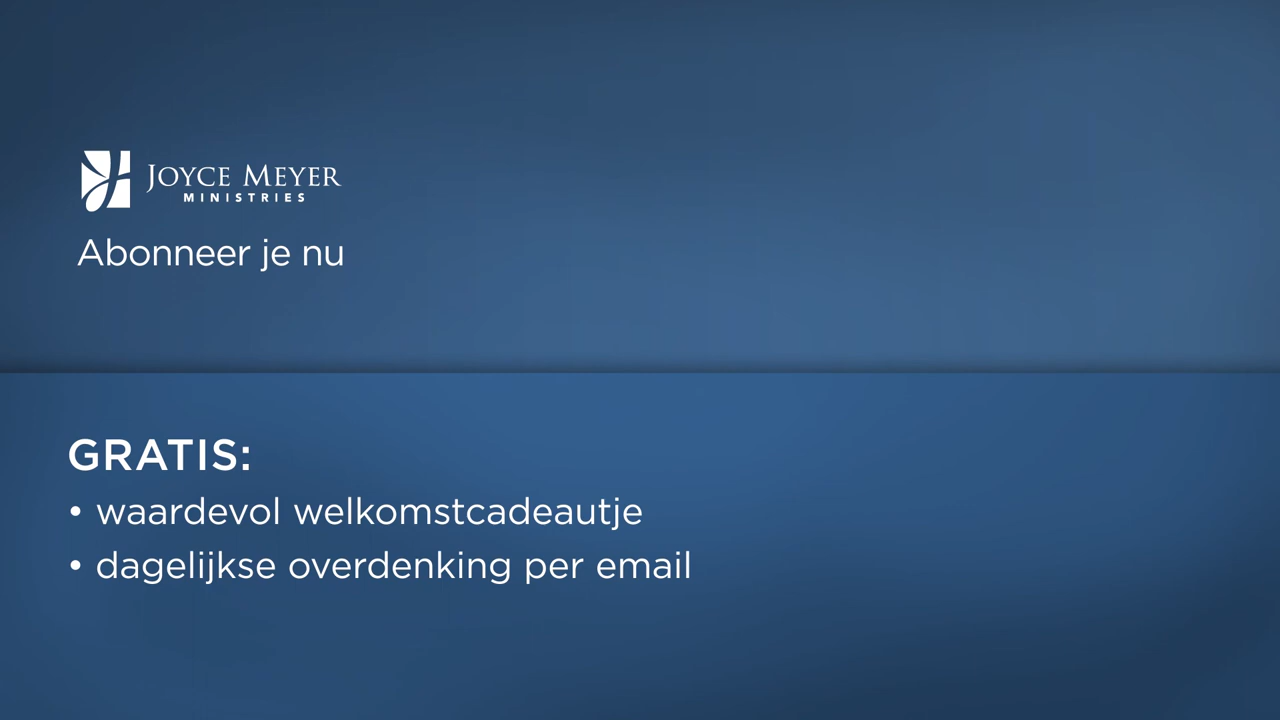 JOYCE MEYER
MINISTRIES
Abonneer je nu
GRATIS:
• waardevol welkomstcadeautje
• dagelijkse overdenking per email